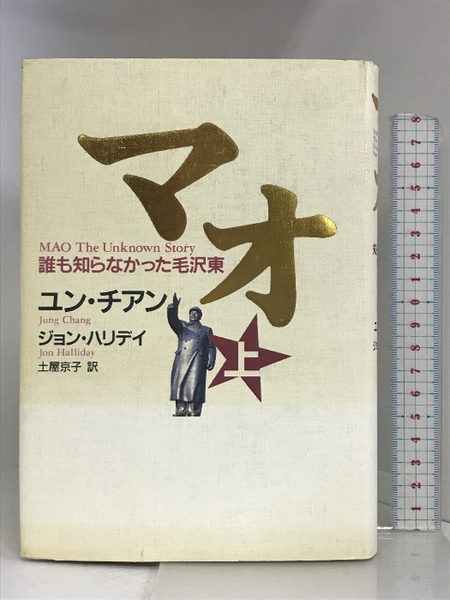 マオ
MAO The Unknown Story
誰も知らなかった毛沢東
ユン・チアン
Jung Chang
ジョン・ハリデイ
Jon Halliday
土屋京子 訳
上